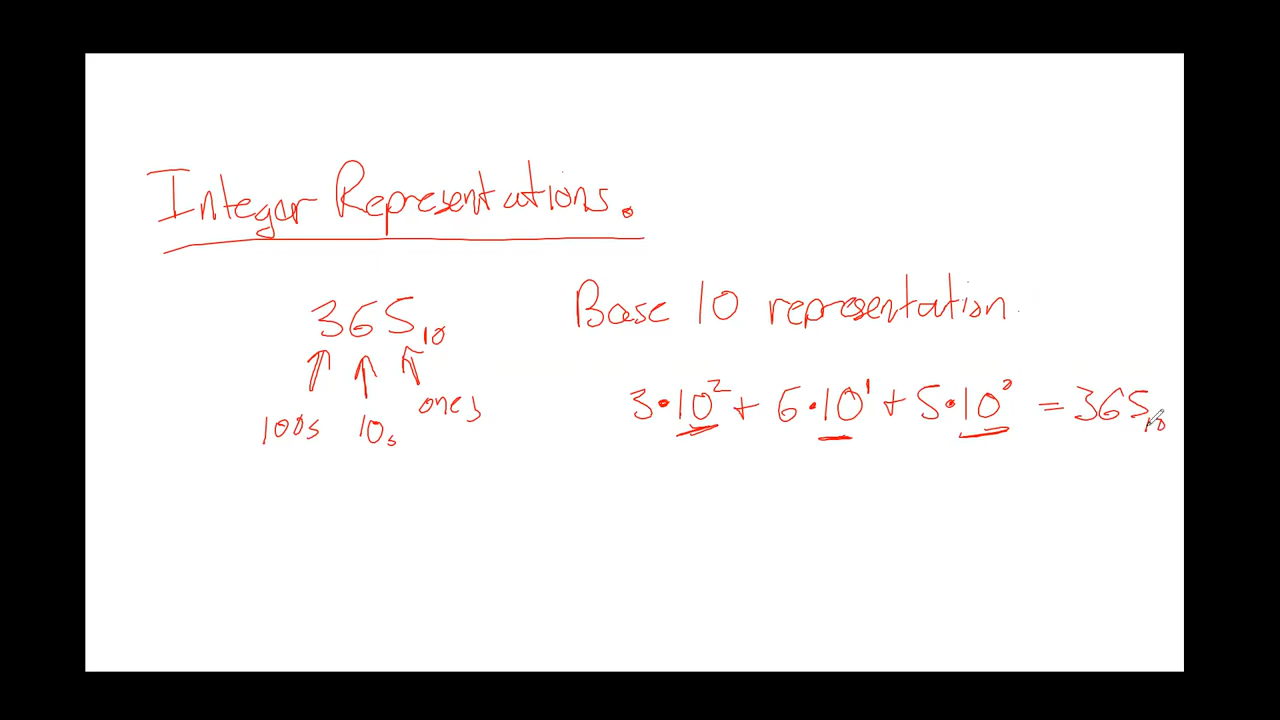 Integer Representations.
365₁₀
100s 10s ones
Base 10 representation.
3·10² + 6·10¹ + 5·10⁰ = 365₁₀